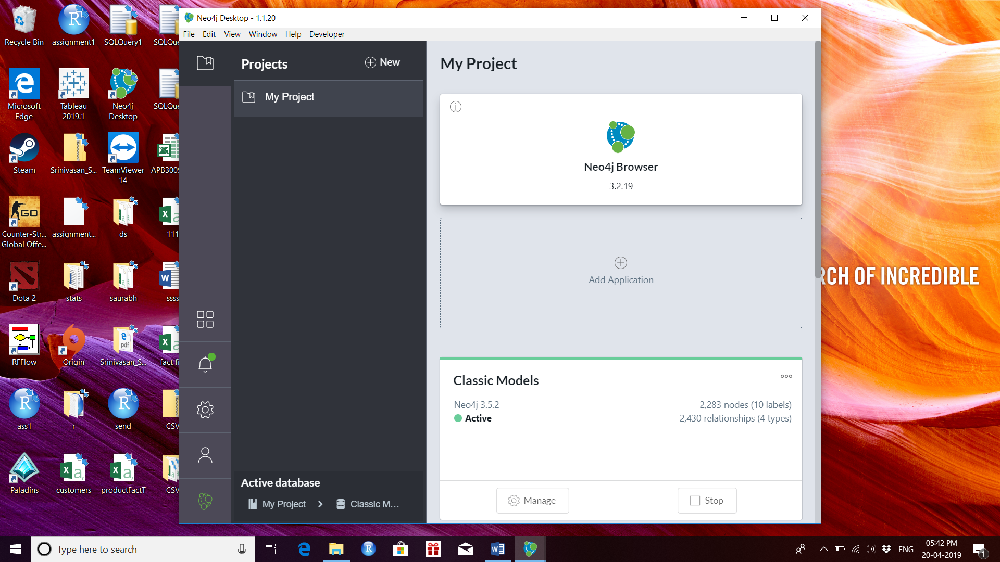 Recycle Bin
assignment1
SQLQuery1
SQLQue
Microsoft
Edge
Tableau
2019.1
Neo4j
Desktop
SQLQue
Steam
Srinivasan_S...
TeamViewer
14
APB3009
Counter-Str...
Global Offe...
assignment...
ds
111
Dota 2
stats
saurabh
ssss
RFFlow
Origin
Srinivasan_S...
fact fi
ass1
r
send
CSV
Paladins
customers
productFactT
CSV
Neo4j Desktop - 1.1.20
File Edit View Window Help Developer
Projects
New
My Project
Active database
My Project
Classic M...
My Project
Neo4j Browser
3.2.19
Add Application
Classic Models
Neo4j 3.5.2
2,283 nodes (10 labels)
Active
2,430 relationships (4 types)
Manage
Stop
RCH OF INCREDIBLE
Type here to search
ENG
05:42 PM
20-04-2019
1